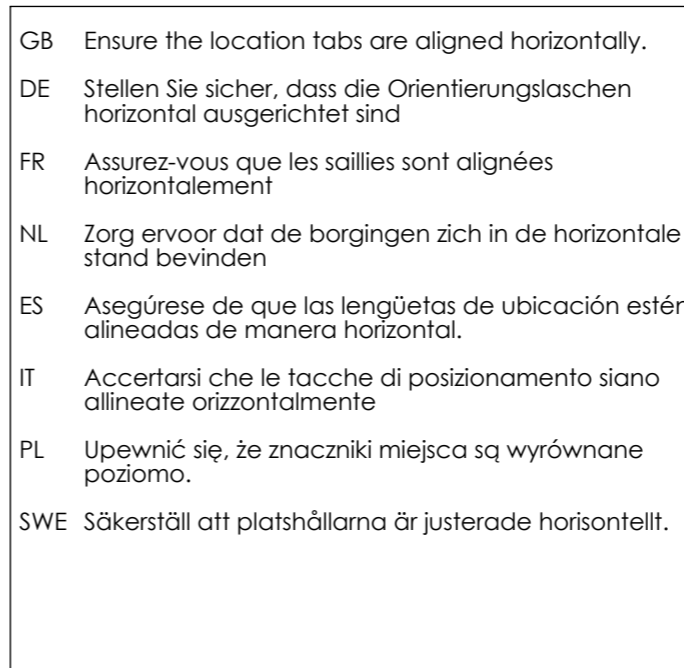 GB Ensure the location tabs are aligned horizontally.
DE Stellen Sie sicher, dass die Orientierungslaschen
horizontal ausgerichtet sind
FR Assurez-vous que les saillies sont alignées
horizontalement
NL Zorg ervoor dat de borgingen zich in de horizontale
stand bevinden
ES Asegúrese de que las lengüetas de ubicación estén
alineadas de manera horizontal.
IT Accertarsi che le tacche di posizionamento siano
allineate orizzontalmente
PL Upewnić się, że znaczniki miejsca są wyrównane
poziomo.
SWE Säkerställ att platshållarna är justerade horisontellt.